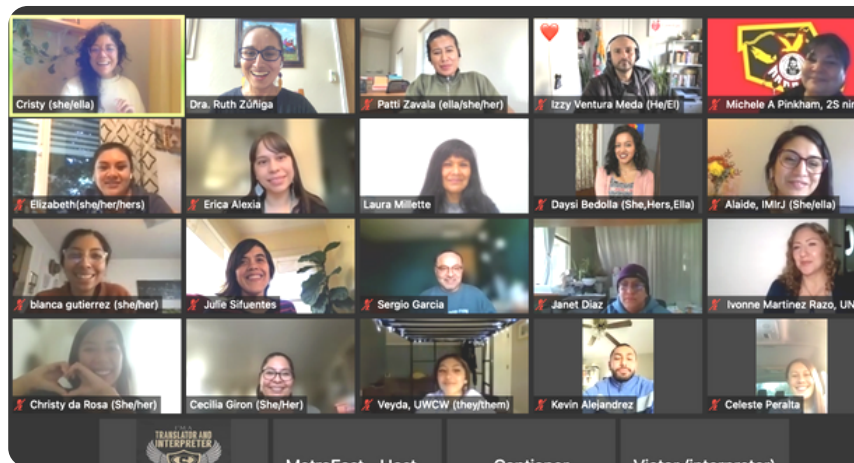 Cristy (she/ella)
Dra. Ruth Zúñiga
Patti Zavala (ella/she/her)
Izzy Ventura Meda (He/El)
Michele A Pinkham, 2S
Elizabeth(she/her/hers)
Erica Alexia
Laura Millette
Daysi Bedolla (She,Hers,Ella)
Alaide, IMIrJ (She/ella)
blanca gutierrez (she/her)
Julie Sifuentes
Sergio Garcia
Janet Diaz
Ivonne Martinez Razo, UN
Christy da Rosa (She/her)
Cecilia Giron (She/Her)
Veyda, UWCW (they/them)
Kevin Alejandrez
Celeste Peralta
TRANSLATOR AND
INTERPRETER